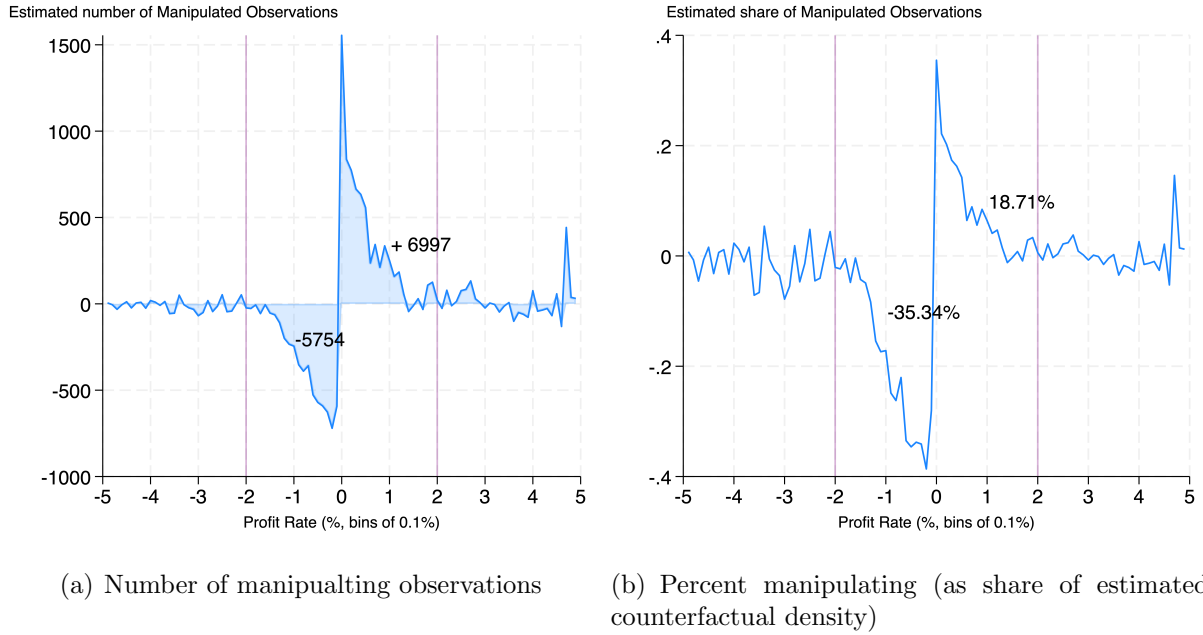 Estimated number of Manipulated Observations
1500
1000
500
0
-500
-1000
+ 6997
-5754
-5 -4 -3 -2 -1 0 1 2 3 4 5
Profit Rate (%, bins of 0.1%)
(a) Number of manipualting observations
Estimated share of Manipulated Observations
.4
.2
0
-.2
-.4
18.71%
-35.34%
-5 -4 -3 -2 -1 0 1 2 3 4 5
Profit Rate (%, bins of 0.1%)
(b) Percent manipulating (as share of estimated
counterfactual density)